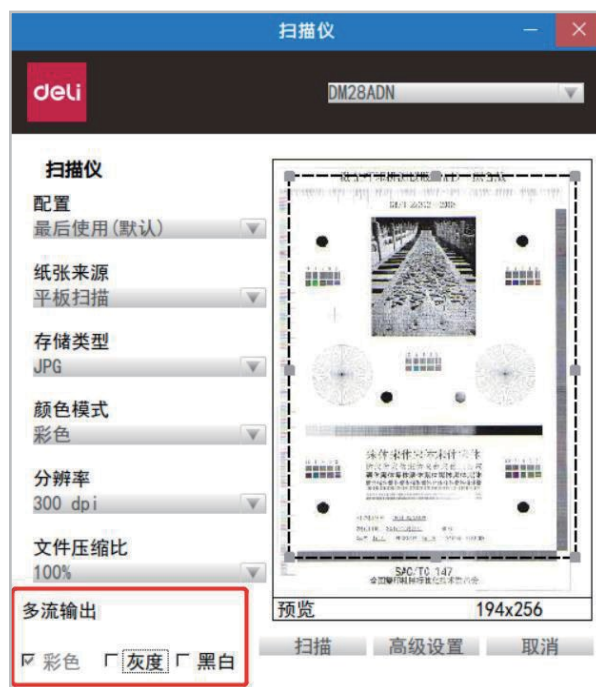 扫描仪
deli
DM28ADN
扫描仪
配置
最后使用(默认)
纸张来源
平板扫描
存储类型
JPG
颜色模式
彩色
分辨率
300 dpi
文件压缩比
100%
多流输出
彩色 灰度 黑白
SAC/TC 147
预览 194x256
扫描 高级设置 取消